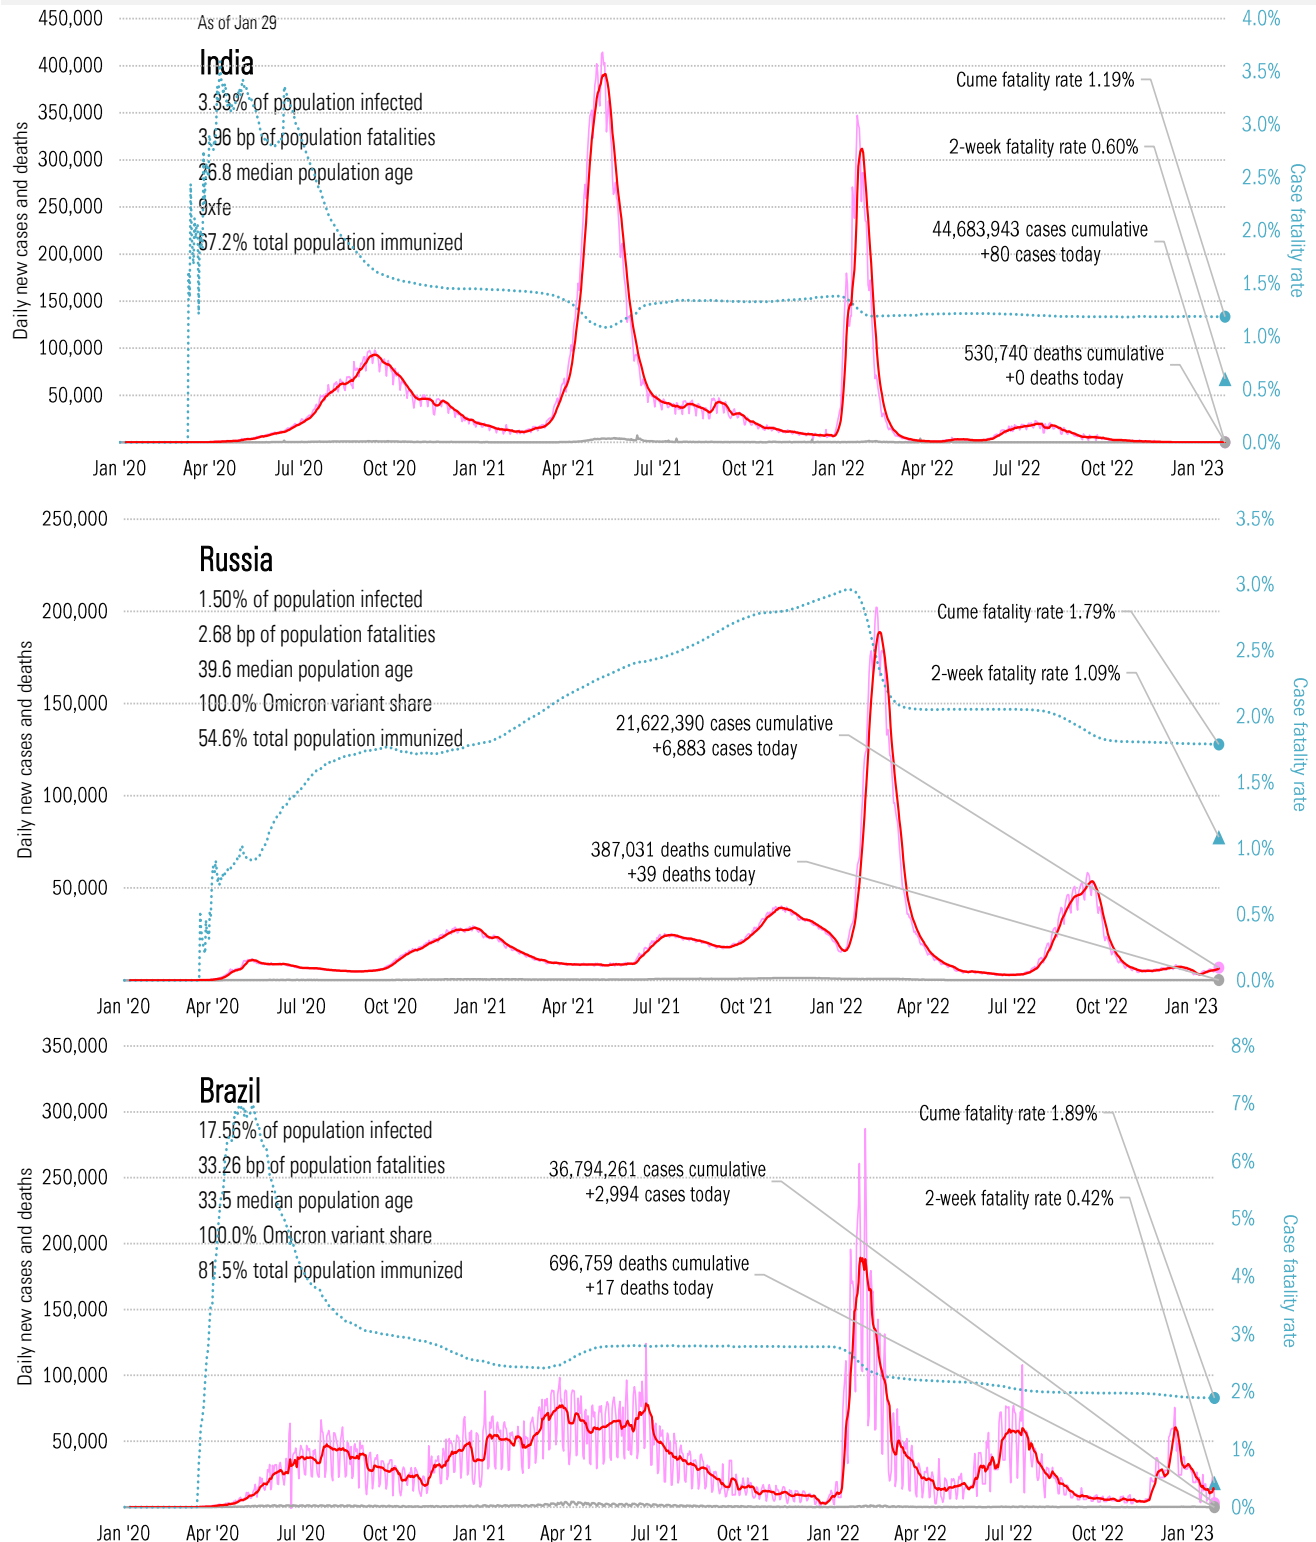 As of Jan 29
India
3.33% of population infected
3.96 bp of population fatalities
26.8 median population age
9xfe
67.2% total population immunized
Cume fatality rate 1.19%
2-week fatality rate 0.60%
44,683,943 cases cumulative
+80 cases today
530,740 deaths cumulative
+0 deaths today
Daily new cases and deaths
450,000
400,000
350,000
300,000
250,000
200,000
150,000
100,000
50,000
Case fatality rate
4.0%
3.5%
3.0%
2.5%
2.0%
1.5%
1.0%
0.5%
0.0%
Jan '20 Apr '20 Jul '20 Oct '20 Jan '21 Apr '21 Jul '21 Oct '21 Jan '22 Apr '22 Jul '22 Oct '22 Jan '23
Russia
1.50% of population infected
2.68 bp of population fatalities
39.6 median population age
100.0% Omicron variant share
54.6% total population immunized
Cume fatality rate 1.79%
2-week fatality rate 1.09%
21,622,390 cases cumulative
+6,883 cases today
387,031 deaths cumulative
+39 deaths today
Daily new cases and deaths
250,000
200,000
150,000
100,000
50,000
Case fatality rate
3.5%
3.0%
2.5%
2.0%
1.5%
1.0%
0.5%
0.0%
Jan '20 Apr '20 Jul '20 Oct '20 Jan '21 Apr '21 Jul '21 Oct '21 Jan '22 Apr '22 Jul '22 Oct '22 Jan '23
Brazil
17.56% of population infected
33.26 bp of population fatalities
33.5 median population age
100.0% Omicron variant share
81.5% total population immunized
Cume fatality rate 1.89%
2-week fatality rate 0.42%
36,794,261 cases cumulative
+2,994 cases today
696,759 deaths cumulative
+17 deaths today
Daily new cases and deaths
350,000
300,000
250,000
200,000
150,000
100,000
50,000
Case fatality rate
8%
7%
6%
5%
4%
3%
2%
1%
0%
Jan '20 Apr '20 Jul '20 Oct '20 Jan '21 Apr '21 Jul '21 Oct '21 Jan '22 Apr '22 Jul '22 Oct '22 Jan '23